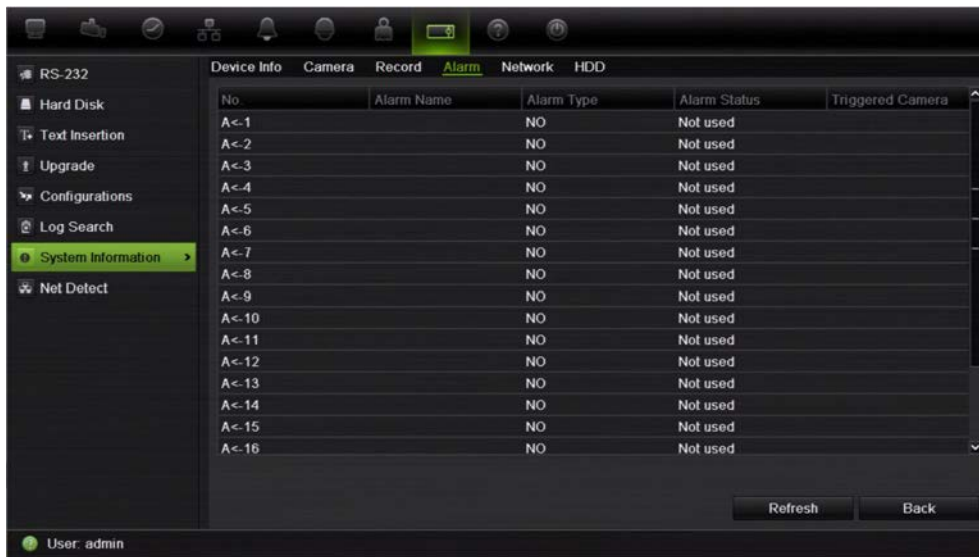 Device Info Camera Record Alarm Network HDD
RS-232
Hard Disk
Text Insertion
Upgrade
Configurations
Log Search
System Information >
Net Detect
No. Alarm Name Alarm Type Alarm Status Triggered Camera
A<-1 NO Not used
A<-2 NO Not used
A<-3 NO Not used
A<-4 NO Not used
A<-5 NO Not used
A<-6 NO Not used
A<-7 NO Not used
A<-8 NO Not used
A<-9 NO Not used
A<-10 NO Not used
A<-11 NO Not used
A<-12 NO Not used
A<-13 NO Not used
A<-14 NO Not used
A<-15 NO Not used
A<-16 NO Not used
Refresh Back
User: admin